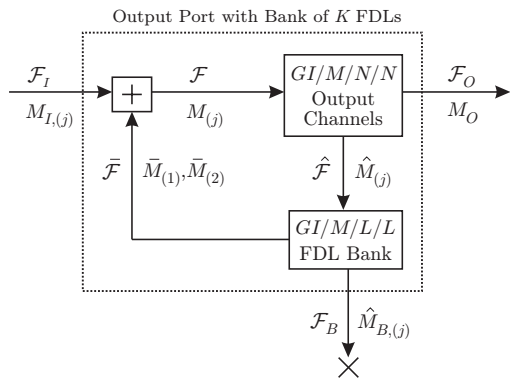 Output Port with Bank of K FDLs
ℱ_I
M_{I,(j)}
+
ℱ
M_{(j)}
GI/M/N/N
Output
Channels
ℱ_O
M_O
ℱ̄
M̄_{(1)},M̄_{(2)}
ℱ̂
M̂_{(j)}
GI/M/L/L
FDL Bank
ℱ_B
M̂_{B,(j)}